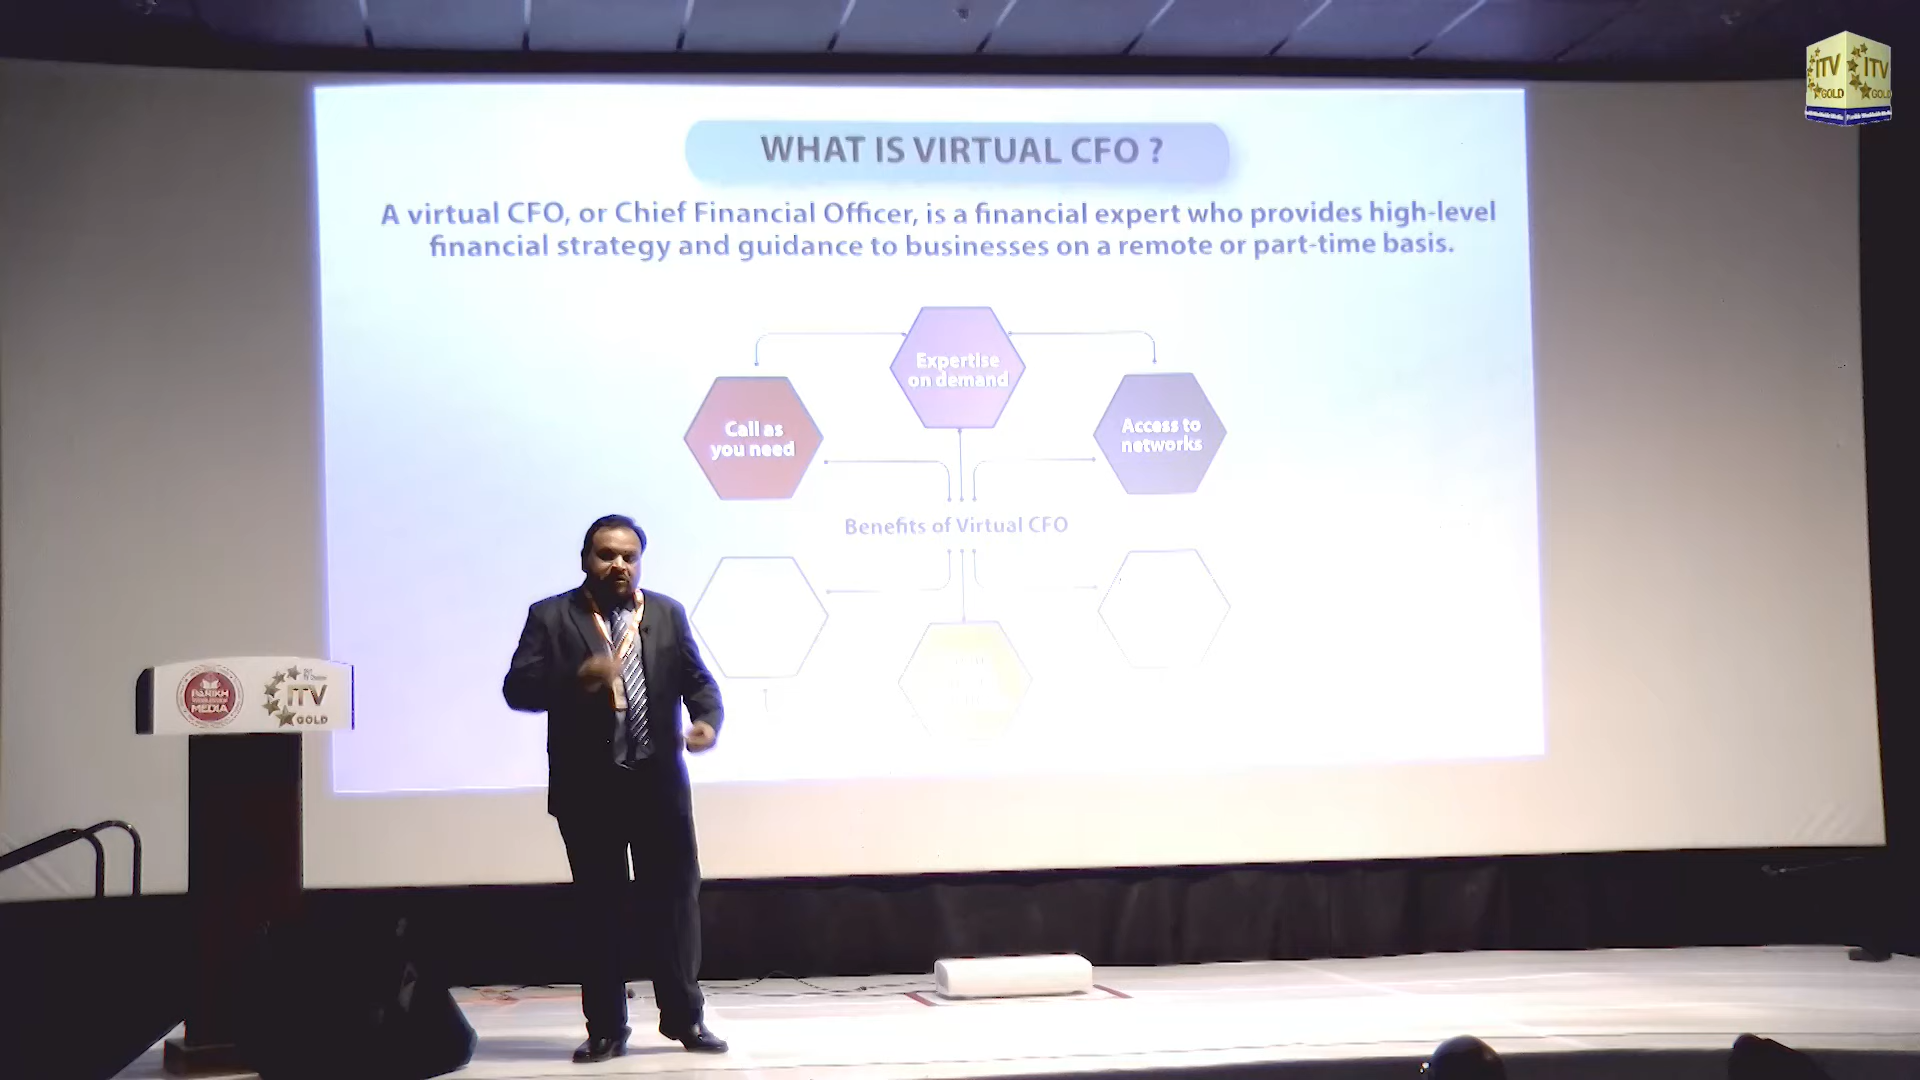 WHAT IS VIRTUAL CFO ?
A virtual CFO, or Chief Financial Officer, is a financial expert who provides high-level
financial strategy and guidance to businesses on a remote or part-time basis.
Expertise
on demand
Call as
you need
Access to
networks
Benefits of Virtual CFO
PARIKH
MEDIA
ITV
GOLD
ITV
GOLD
ITV
GOLD